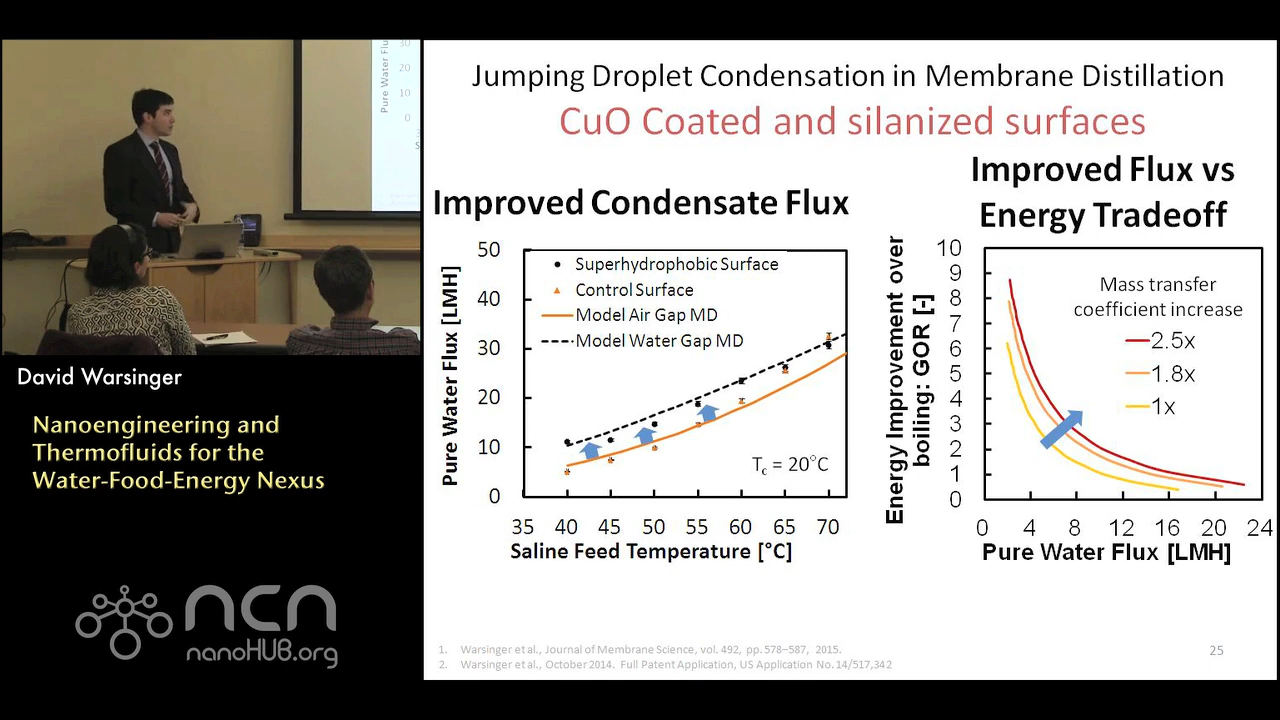 Pure Water Flu
30
20
10
0
David Warsinger
Nanoengineering and
Thermofluids for the
Water-Food-Energy Nexus
ncn
nanoHUB.org
Jumping Droplet Condensation in Membrane Distillation
CuO Coated and silanized surfaces
Improved Condensate Flux
Pure Water Flux [LMH]
50
40
30
20
10
0
Superhydrophobic Surface
Control Surface
Model Air Gap MD
Model Water Gap MD
T_c = 20°C
35 40 45 50 55 60 65 70
Saline Feed Temperature [°C]
Improved Flux vs
Energy Tradeoff
Energy Improvement over
boiling: GOR [-]
10
9
8
7
6
5
4
3
2
1
0
Mass transfer
coefficient increase
2.5x
1.8x
1x
0 4 8 12 16 20 24
Pure Water Flux [LMH]
1. Warsinger et al., Journal of Membrane Science, vol. 492, pp. 578–587, 2015.
2. Warsinger et al., October 2014. Full Patent Application, US Application No. 14/517,342
25